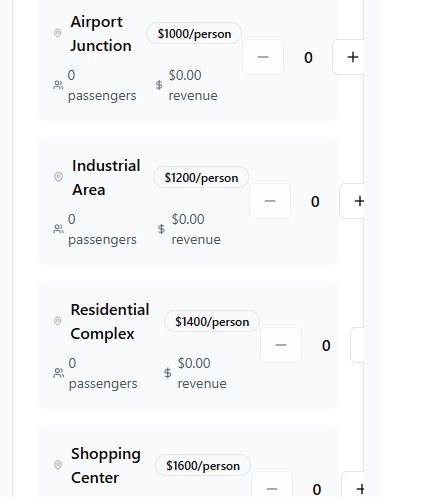 Airport
Junction
$1000/person
0
0
passengers
$0.00
revenue
Industrial
Area
$1200/person
0
0
passengers
$0.00
revenue
Residential
Complex
$1400/person
0
0
passengers
$0.00
revenue
Shopping
Center
$1600/person
0